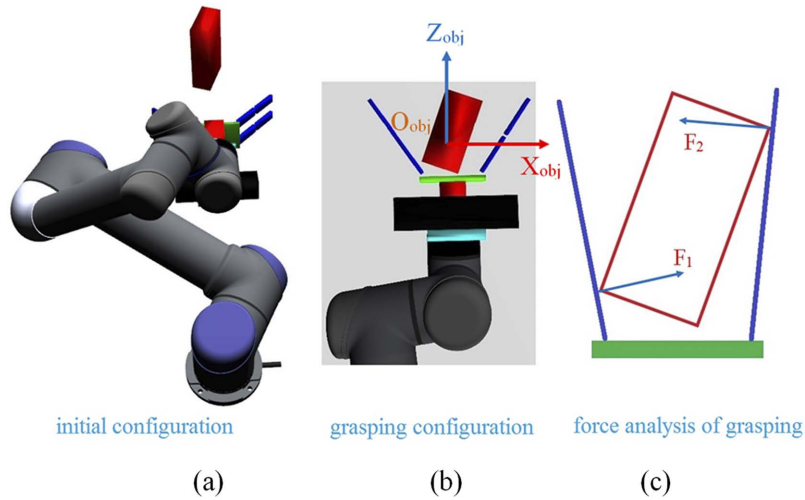 Zobj
Oobj
Xobj
F2
F1
initial configuration
grasping configuration
force analysis of grasping
(a)
(b)
(c)